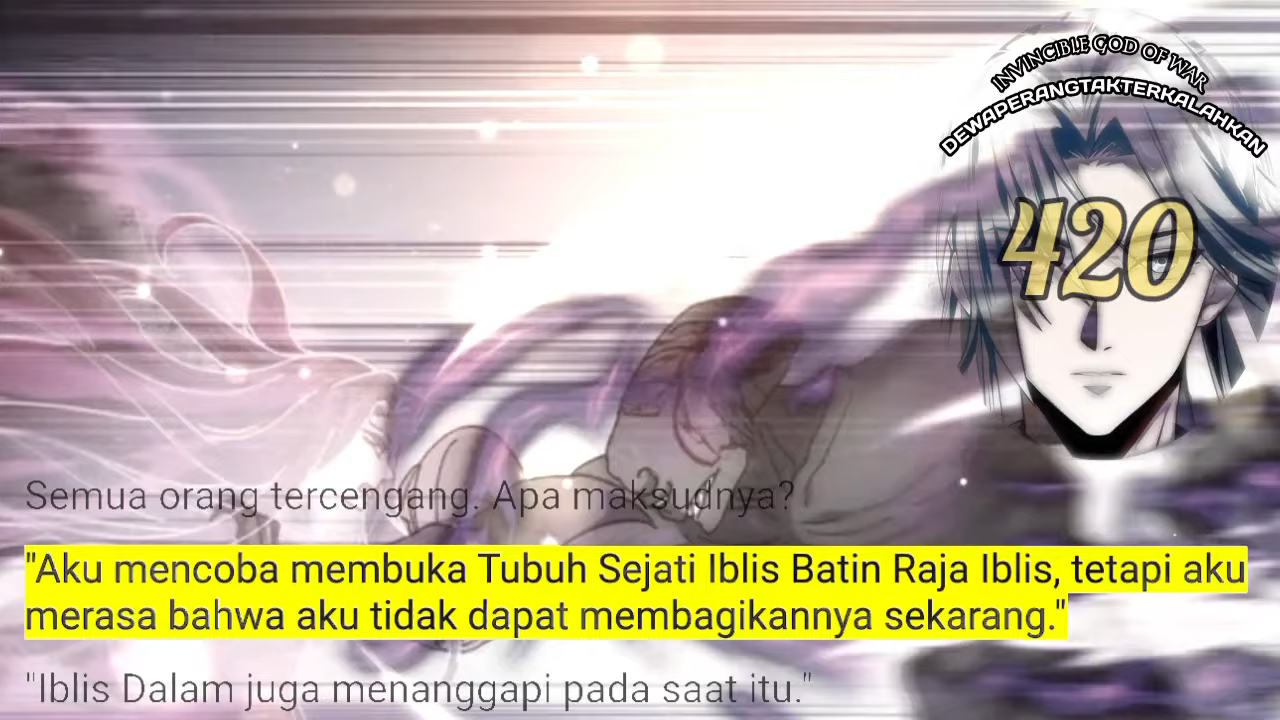 INVINCIBLE GOD OF WAR
DEWAPERANGTAKTERKALAHKAN
420
Semua orang tercengang. Apa maksudnya?
"Aku mencoba membuka Tubuh Sejati Iblis Batin Raja Iblis, tetapi aku
merasa bahwa aku tidak dapat membagikannya sekarang."
"Iblis Dalam juga menanggapi pada saat itu."